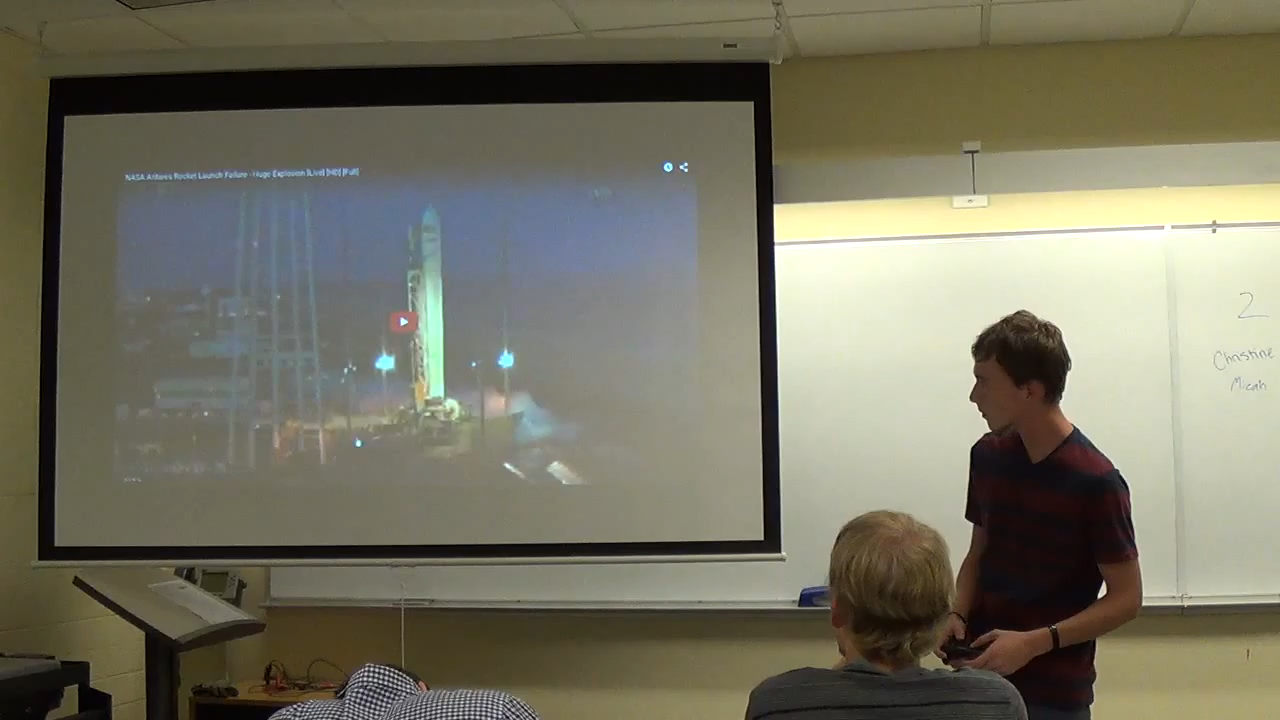 NASA Antares Rocket Launch Failure - Huge Explosion [Live] [HD] [Full]
2
Christine
Micah